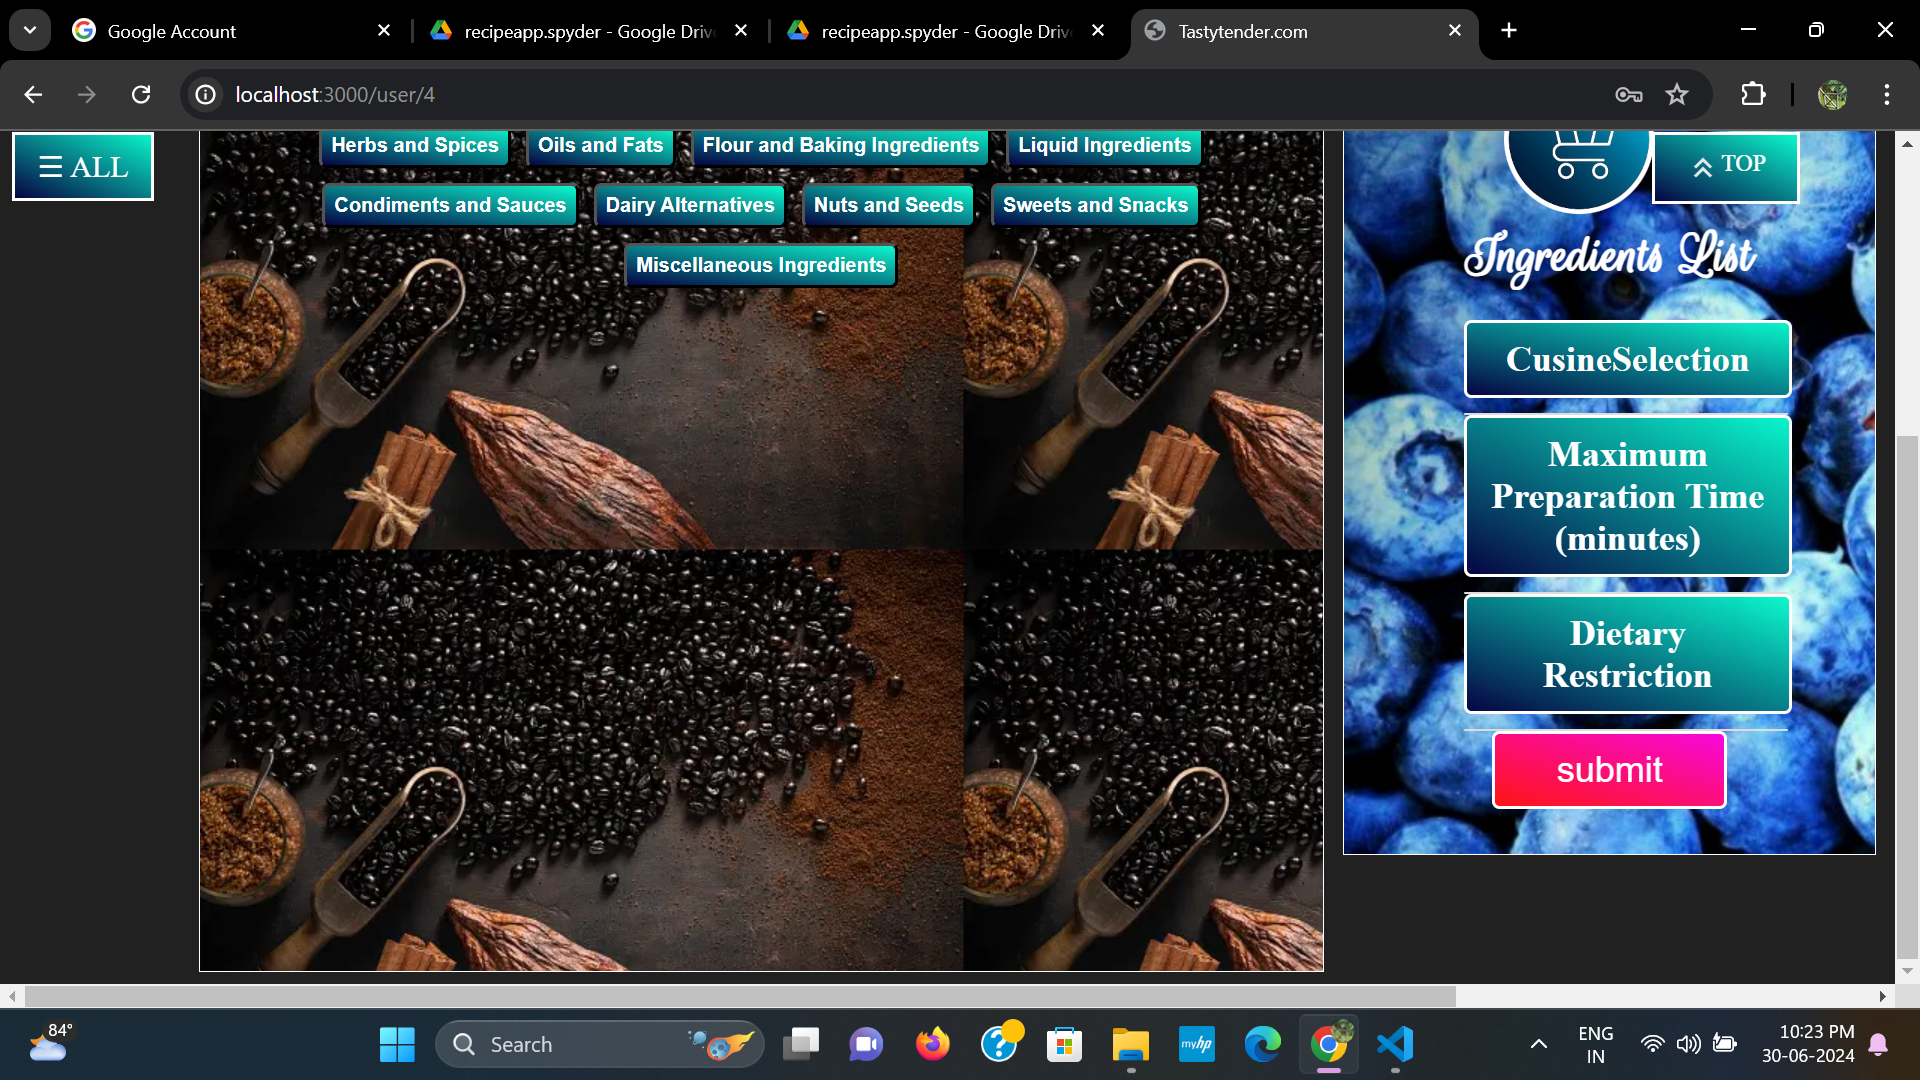 Google Account
recipeapp.spyder - Google Driv
recipeapp.spyder - Google Driv
Tastytender.com
localhost:3000/user/4
☰ ALL
Herbs and Spices
Oils and Fats
Flour and Baking Ingredients
Liquid Ingredients
Condiments and Sauces
Dairy Alternatives
Nuts and Seeds
Sweets and Snacks
Miscellaneous Ingredients
TOP
Ingredients List
CusineSelection
Maximum
Preparation Time
(minutes)
Dietary
Restriction
submit
84°
Search
myhp
ENG
IN
10:23 PM
30-06-2024